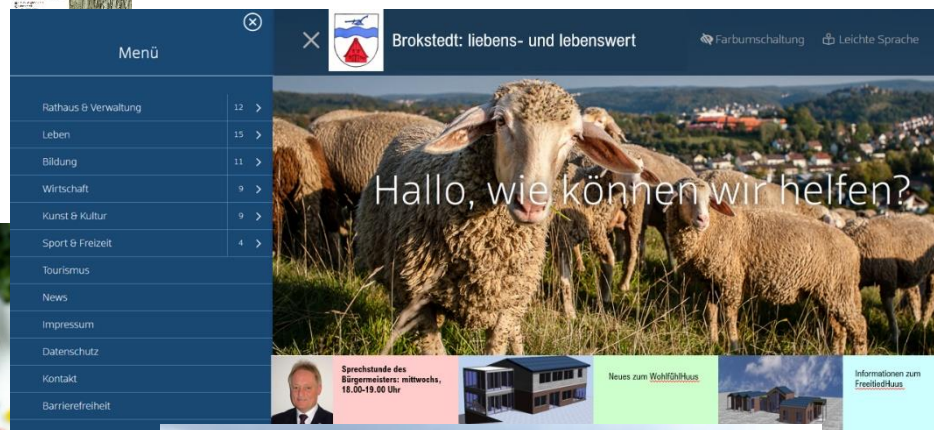 Menü
Rathaus & Verwaltung 12
Leben 15
Bildung 11
Wirtschaft 9
Kunst & Kultur 9
Sport & Freizeit 4
Tourismus
News
Impressum
Datenschutz
Kontakt
Barrierefreiheit
Brokstedt: liebens- und lebenswert
Farbumschaltung
Leichte Sprache
Hallo, wie können wir helfen?
Sprechstunde des
Bürgermeisters: mittwochs,
18.00-19.00 Uhr
Neues zum WohlfühlHuus
Informationen zum
FreitiedHuus